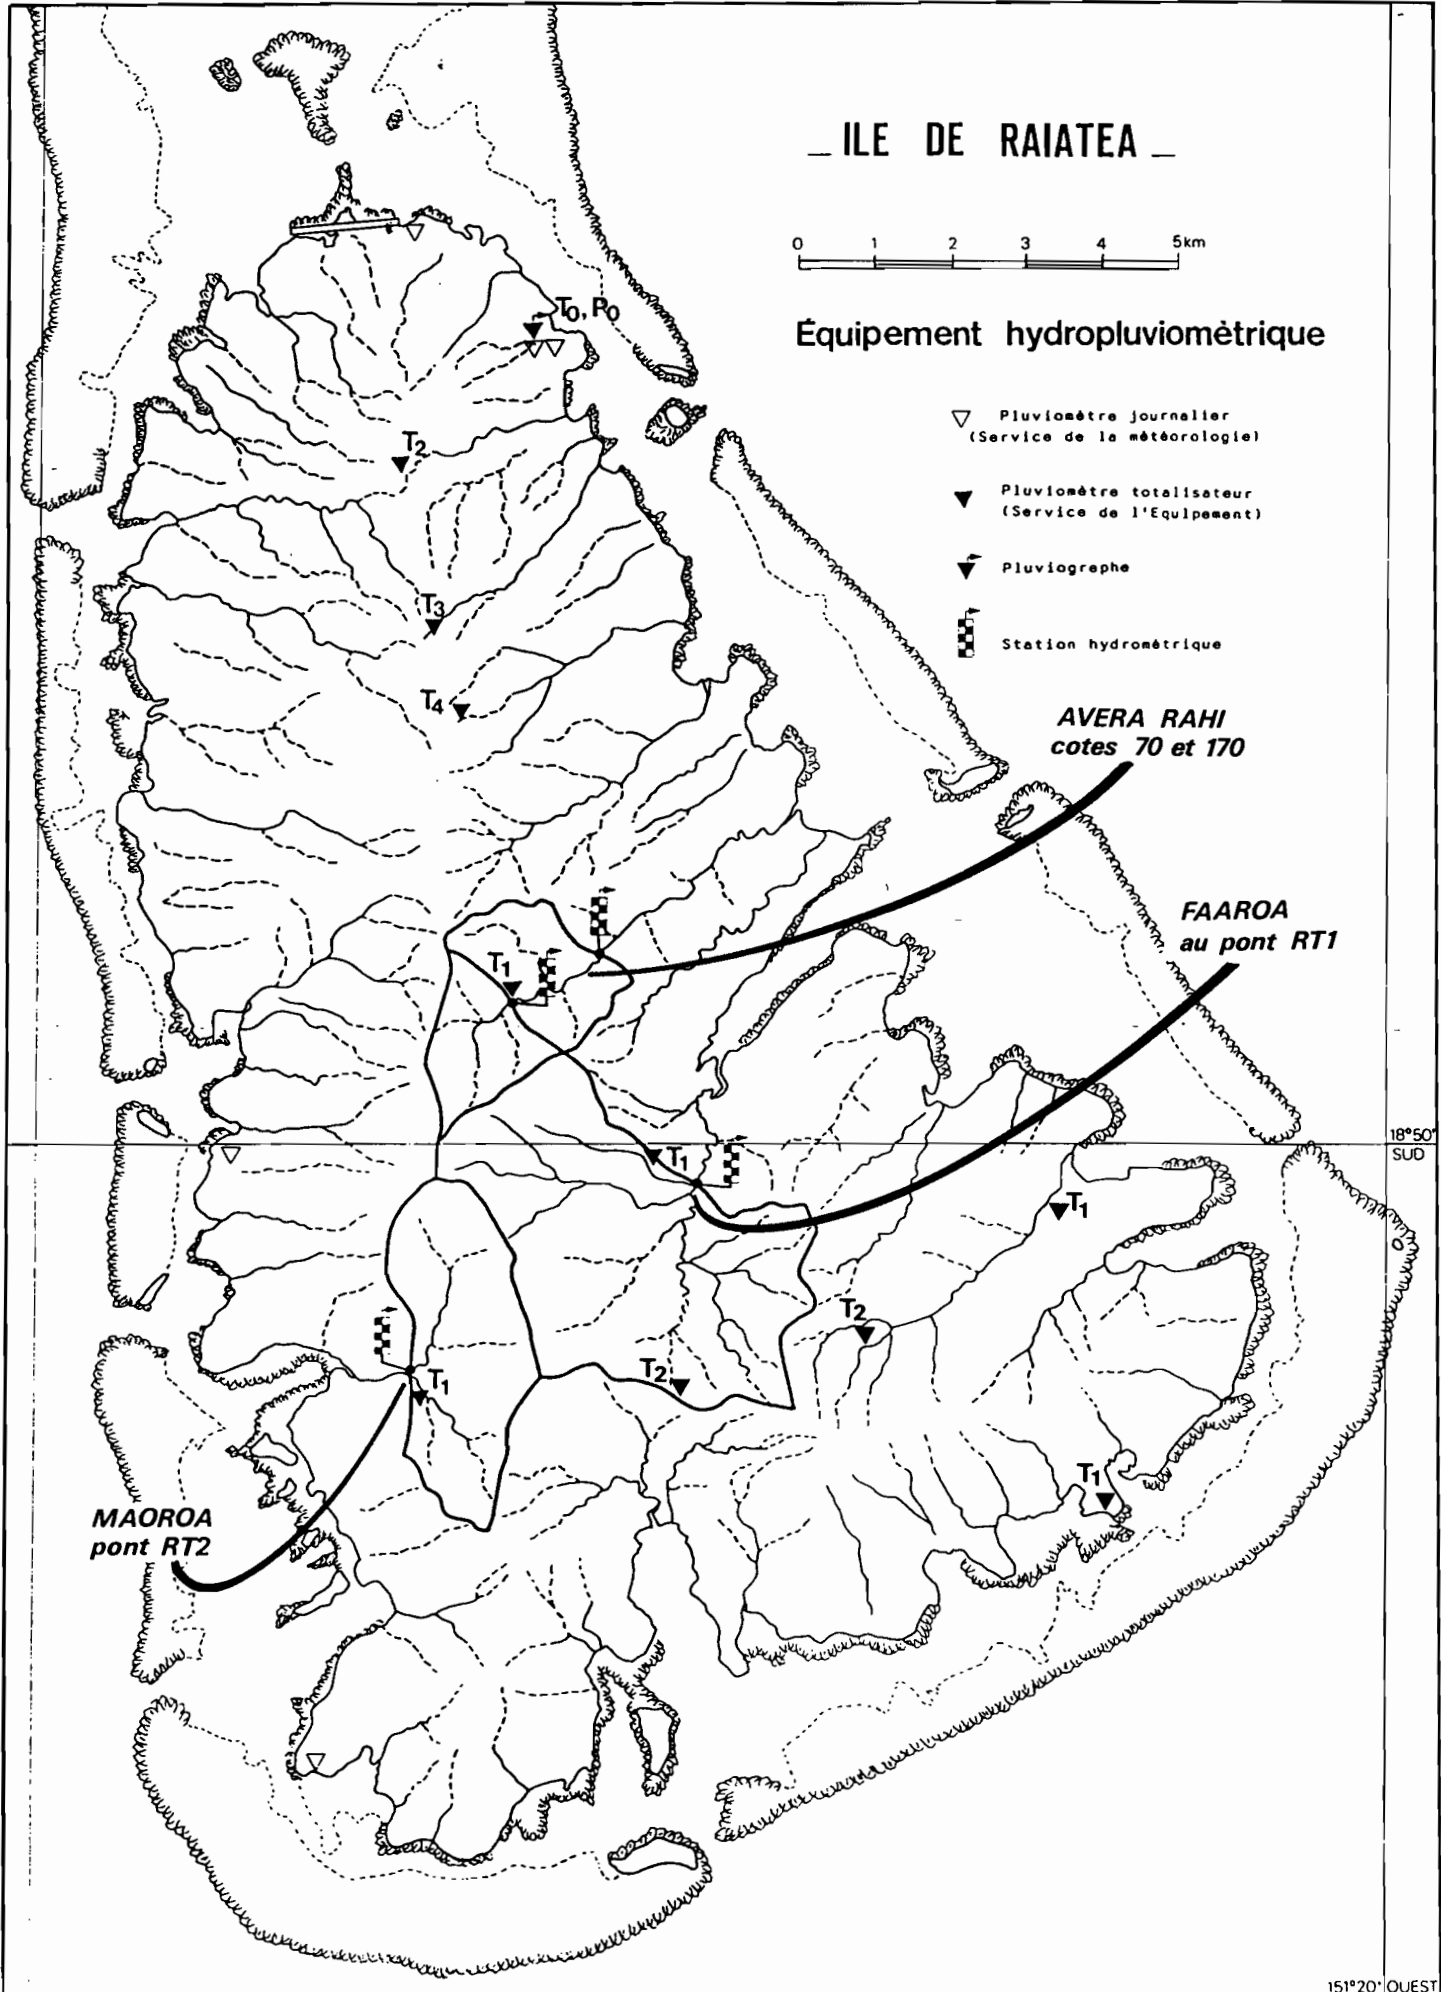 _ ILE DE RAIATEA _
0 1 2 3 4 5km
Équipement hydropluviomètrique
Pluviomètre journalier
(Service de la météorologie)
Pluviomètre totalisateur
(Service de l'Equipement)
Pluviographe
Station hydrométrique
T0, P0
T2
T3
T4
AVERA RAHI
cotes 70 et 170
FAAROA
au pont RT1
T1
18°50'
SUD
T1
T1
T2
T2
T1
T1
MAOROA
pont RT2
151°20' OUEST